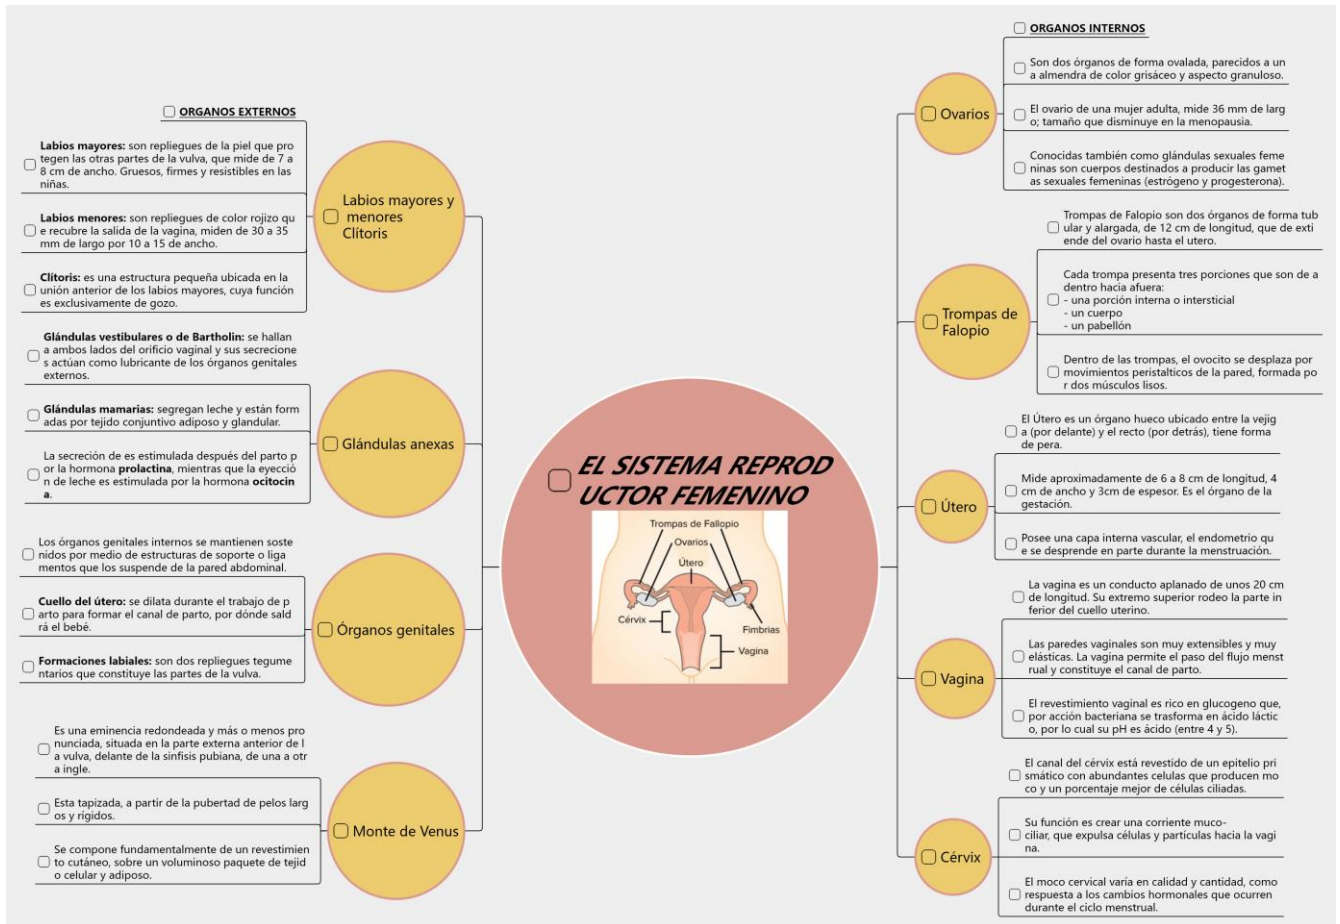 EL SISTEMA REPROD
UCTOR FEMENINO
Trompas de Fallopio
Ovarios
Útero
Cérvix
Fimbrias
Vagina
ORGANOS EXTERNOS
Labios mayores y
menores
Clítoris
Labios mayores: son repliegues de la piel que pro
tegen las otras partes de la vulva, que mide de 7 a
8 cm de ancho. Gruesos, firmes y resistibles en las
niñas.
Labios menores: son repliegues de color rojizo qu
e recubre la salida de la vagina, miden de 30 a 35
mm de largo por 10 a 15 de ancho.
Clítoris: es una estructura pequeña ubicada en la
unión anterior de los labios mayores, cuya función
es exclusivamente de gozo.
Glándulas anexas
Glándulas vestibulares o de Bartholin: se hallan
a ambos lados del orificio vaginal y sus secrecione
s actúan como lubricante de los órganos genitales
externos.
Glándulas mamarias: segregan leche y están form
adas por tejido conjuntivo adiposo y glandular.
La secreción de es estimulada después del parto p
or la hormona prolactina, mientras que la eyecció
n de leche es estimulada por la hormona ocitocin
a.
Órganos genitales
Los órganos genitales internos se mantienen soste
nidos por medio de estructuras de soporte o liga
mentos que los suspende de la pared abdominal.
Cuello del útero: se dilata durante el trabajo de p
arto para formar el canal de parto, por dónde sald
rá el bebé.
Formaciones labiales: son dos repliegues tegume
ntarios que constituye las partes de la vulva.
Monte de Venus
Es una eminencia redondeada y más o menos pro
nunciada, situada en la parte externa anterior de l
a vulva, delante de la sinfisis pubiana, de una a otr
a ingle.
Esta tapizada, a partir de la pubertad de pelos larg
os y rígidos.
Se compone fundamentalmente de un revestimien
to cutáneo, sobre un voluminoso paquete de tejid
o celular y adiposo.
ORGANOS INTERNOS
Ovarios
Son dos órganos de forma ovalada, parecidos a un
a almendra de color grisáceo y aspecto granuloso.
El ovario de una mujer adulta, mide 36 mm de larg
o; tamaño que disminuye en la menopausia.
Conocidas también como glándulas sexuales feme
ninas son cuerpos destinados a producir las gamet
as sexuales femeninas (estrógeno y progesterona).
Trompas de
Falopio
Trompas de Falopio son dos órganos de forma tub
ular y alargada, de 12 cm de longitud, que de exti
ende del ovario hasta el utero.
Cada trompa presenta tres porciones que son de a
dentro hacia afuera:
- una porción interna o intersticial
- un cuerpo
- un pabellón
Dentro de las trompas, el ovocito se desplaza por
movimientos peristalticos de la pared, formada po
r dos músculos lisos.
Útero
El Útero es un órgano hueco ubicado entre la vejig
a (por delante) y el recto (por detrás), tiene forma
de pera.
Mide aproximadamente de 6 a 8 cm de longitud, 4
cm de ancho y 3cm de espesor. Es el órgano de la
gestación.
Posee una capa interna vascular, el endometrio qu
e se desprende en parte durante la menstruación.
Vagina
La vagina es un conducto aplanado de unos 20 cm
de longitud. Su extremo superior rodeo la parte in
ferior del cuello uterino.
Las paredes vaginales son muy extensibles y muy
elásticas. La vagina permite el paso del flujo menst
rual y constituye el canal de parto.
El revestimiento vaginal es rico en glucogeno que,
por acción bacteriana se trasforma en ácido láctic
o, por lo cual su pH es ácido (entre 4 y 5).
Cérvix
El canal del cérvix está revestido de un epitelio pri
smático con abundantes celulas que producen mo
co y un porcentaje mejor de células ciliadas.
Su función es crear una corriente muco-
ciliar, que expulsa células y partículas hacia la vagi
na.
El moco cervical varía en calidad y cantidad, como
respuesta a los cambios hormonales que ocurren
durante el ciclo menstrual.